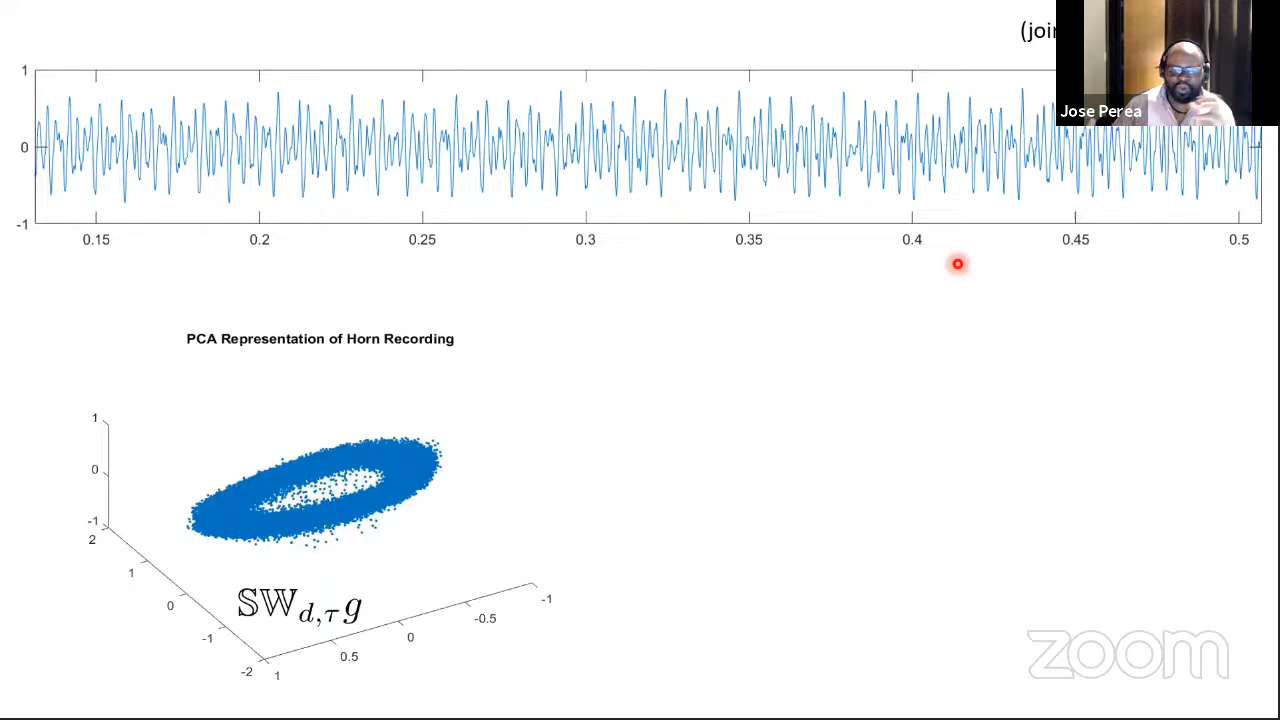 (join
Jose Perea
1
0
-1
0.15 0.2 0.25 0.3 0.35 0.4 0.45 0.5
PCA Representation of Horn Recording
1
0
-1
2
1
0
-1
-2
1
0.5
0
-0.5
-1
𝕊𝕎d,τ g
zoom